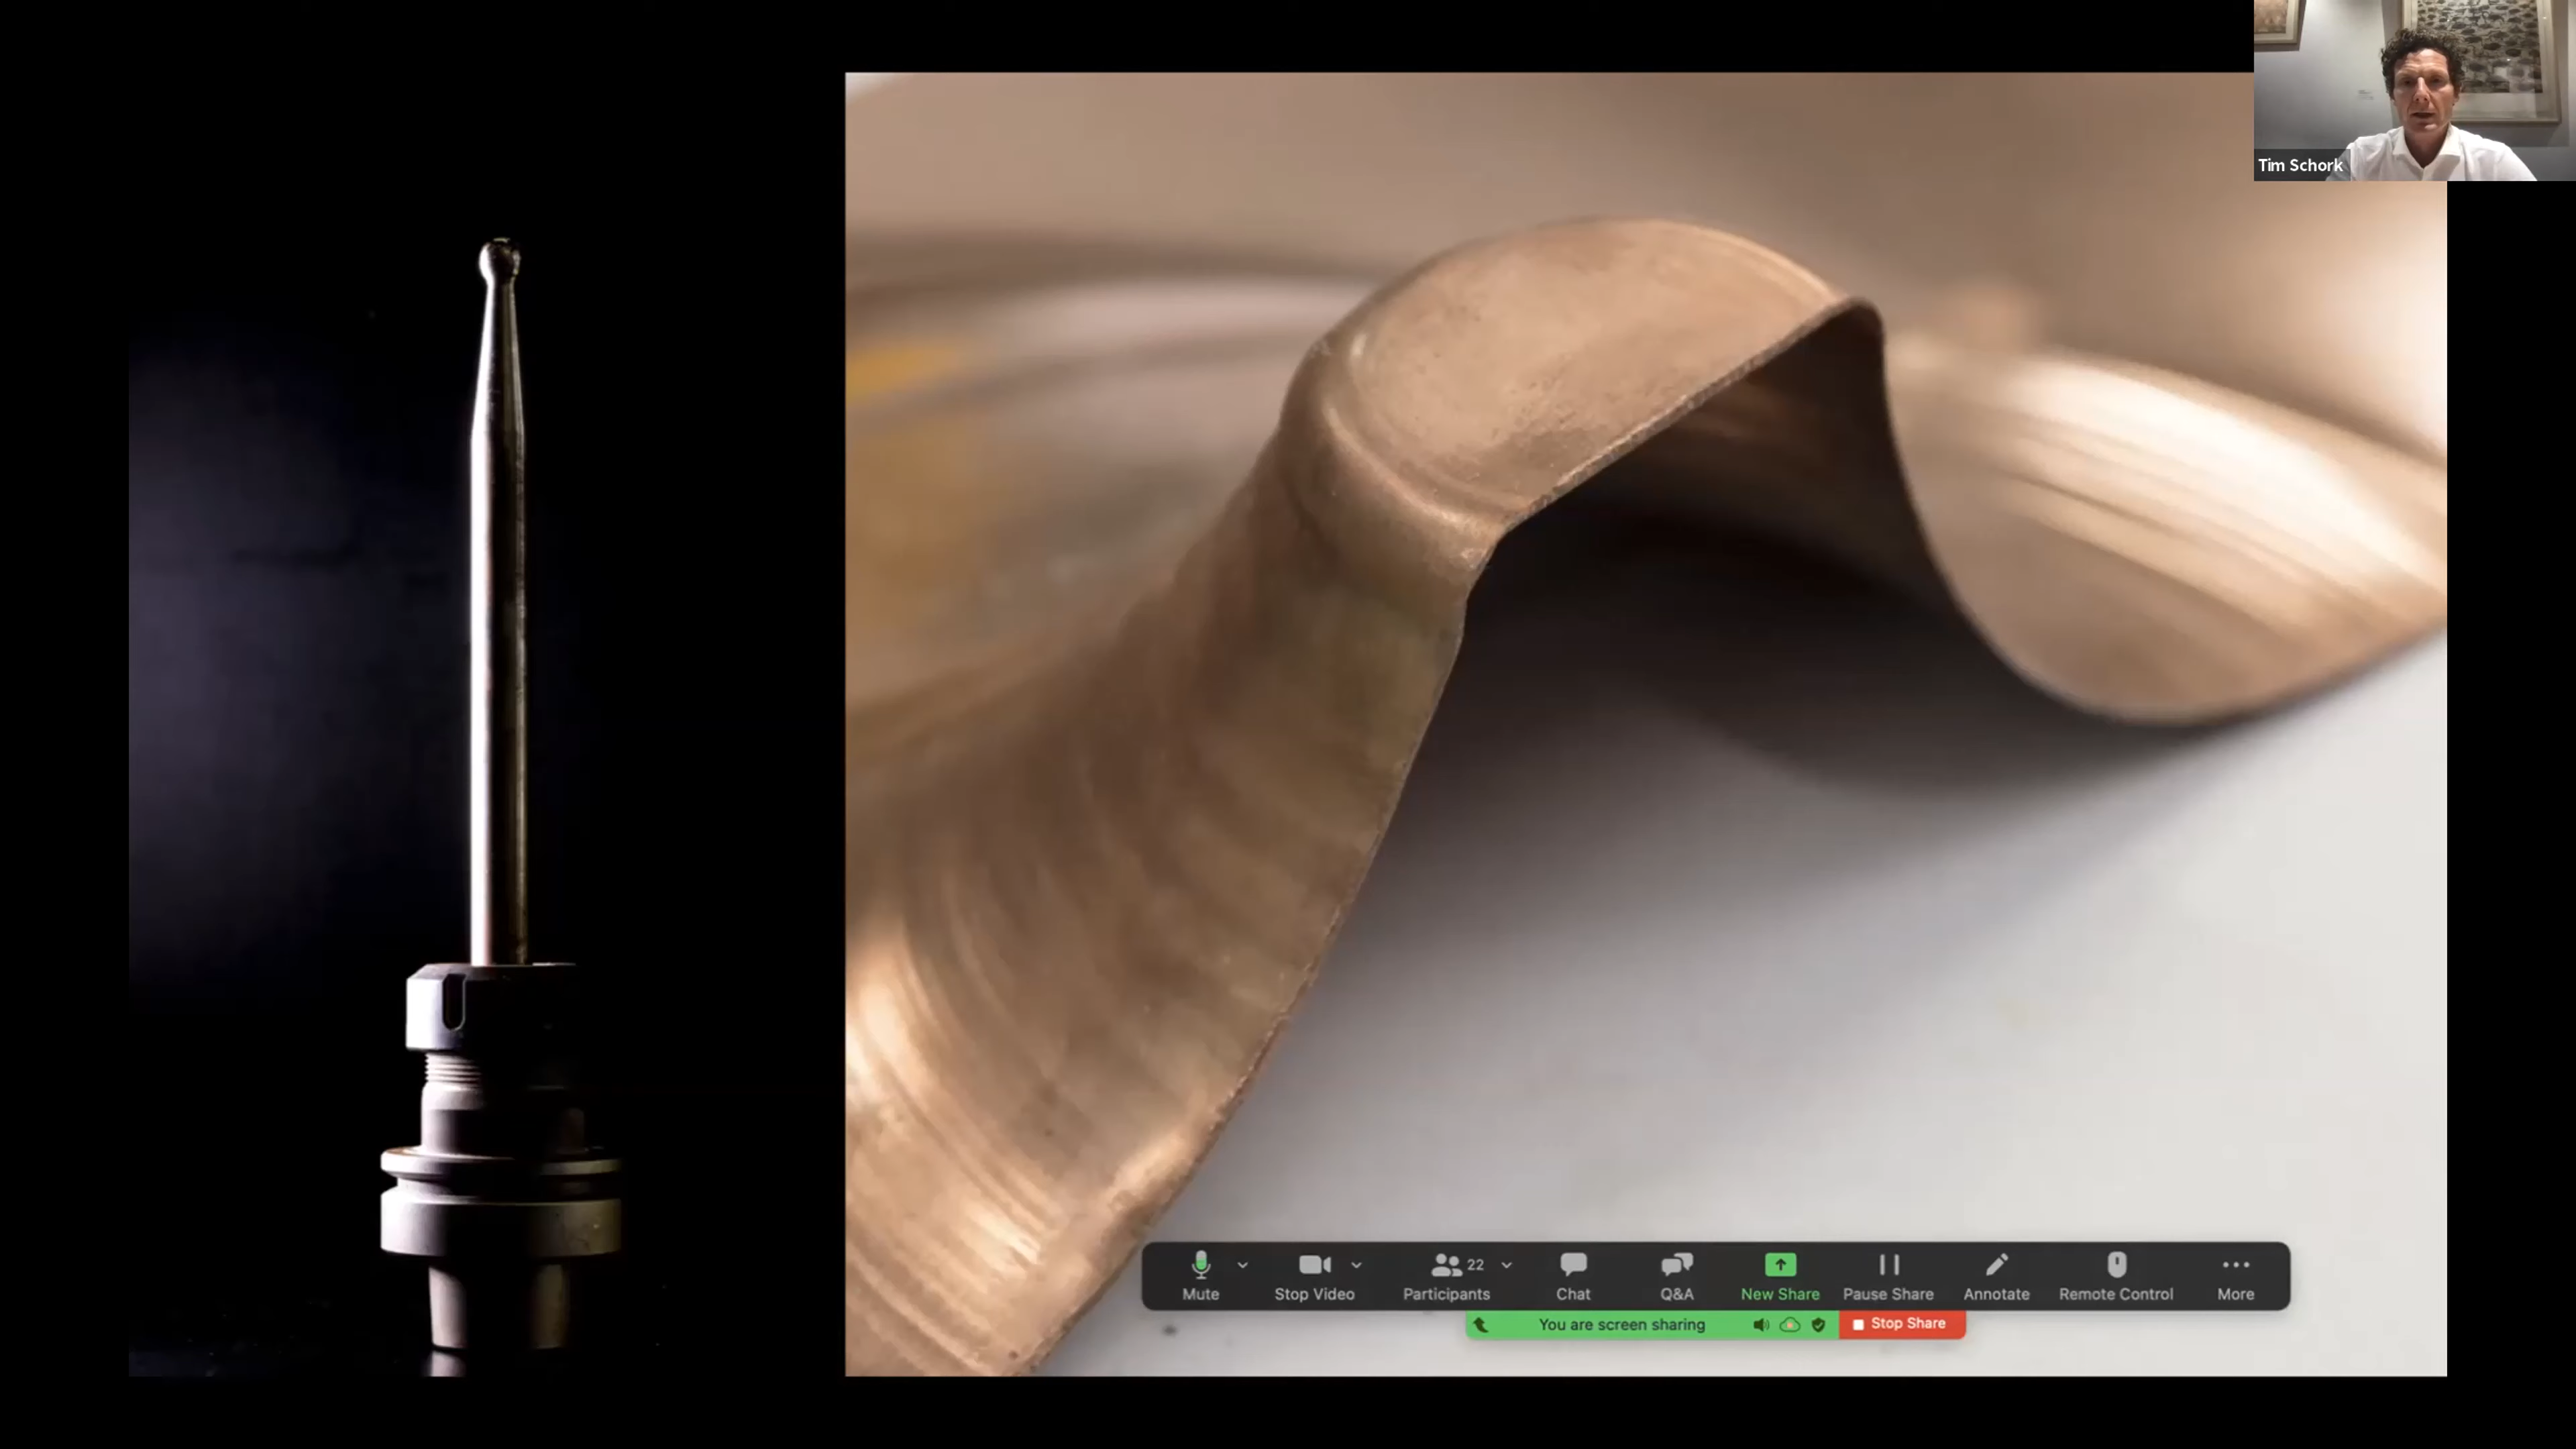 Tim Schork
22
Mute
Stop Video
Participants
Chat
Q&A
New Share
Pause Share
Annotate
Remote Control
More
You are screen sharing
Stop Share